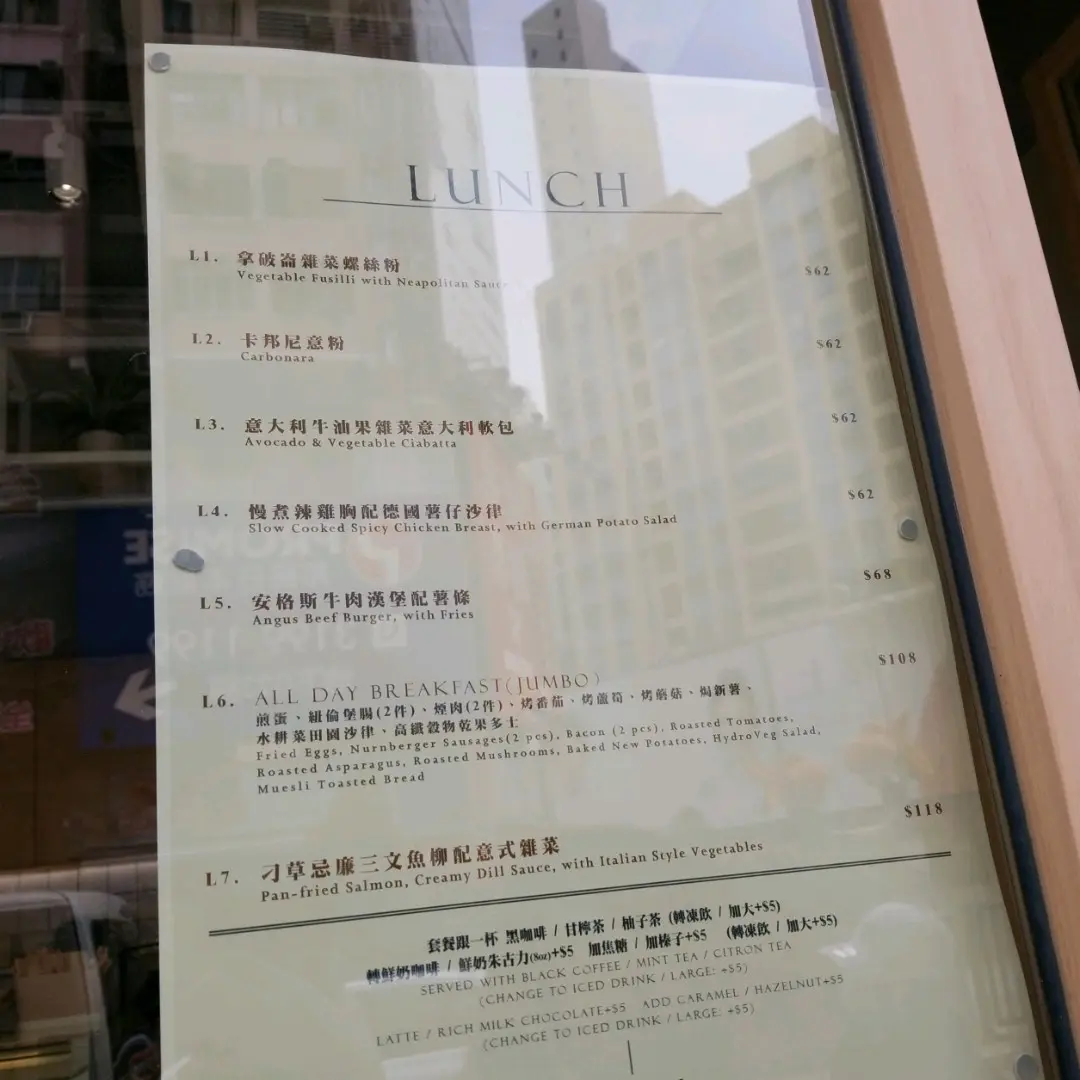 LUNCH
L1. 拿破崙雜菜螺絲粉
Vegetable Fusilli with Neapolitan Sauce
$62
L2. 卡邦尼意粉
Carbonara
$62
L3. 意大利牛油果雜菜意大利軟包
Avocado & Vegetable Ciabatta
$62
L4. 慢煮辣雞胸配德國薯仔沙律
Slow Cooked Spicy Chicken Breast, with German Potato Salad
$62
L5. 安格斯牛肉漢堡配薯條
Angus Beef Burger, with Fries
$68
L6. ALL DAY BREAKFAST(JUMBO)
$108
煎蛋、紐倫堡腸(2件)、煙肉(2件)、烤番茄、烤蘆荀、烤蘑菇、焗新薯、
水耕菜田園沙律、高纖穀物乾果多士
Fried Eggs, Nurnberger Sausages(2 pcs), Bacon (2 pcs), Roasted Tomatoes,
Roasted Asparagus, Roasted Mushrooms, Baked New Potatoes, HydroVeg Salad,
Muesli Toasted Bread
L7. 刁草忌廉三文魚柳配意式雜菜
Pan-fried Salmon, Creamy Dill Sauce, with Italian Style Vegetables
$118
套餐跟一杯 黑咖啡 / 甘檸茶 / 柚子茶 (轉凍飲 / 加大+$5)
轉鮮奶咖啡 / 鮮奶朱古力(8oz)+$5 加焦糖 / 加榛子+$5 (轉凍飲 / 加大+$5)
SERVED WITH BLACK COFFEE / MINT TEA / CITRON TEA
(CHANGE TO ICED DRINK / LARGE: +$5)
LATTE / RICH MILK CHOCOLATE+$5 ADD CARAMEL / HAZELNUT+$5
(CHANGE TO ICED DRINK / LARGE: +$5)